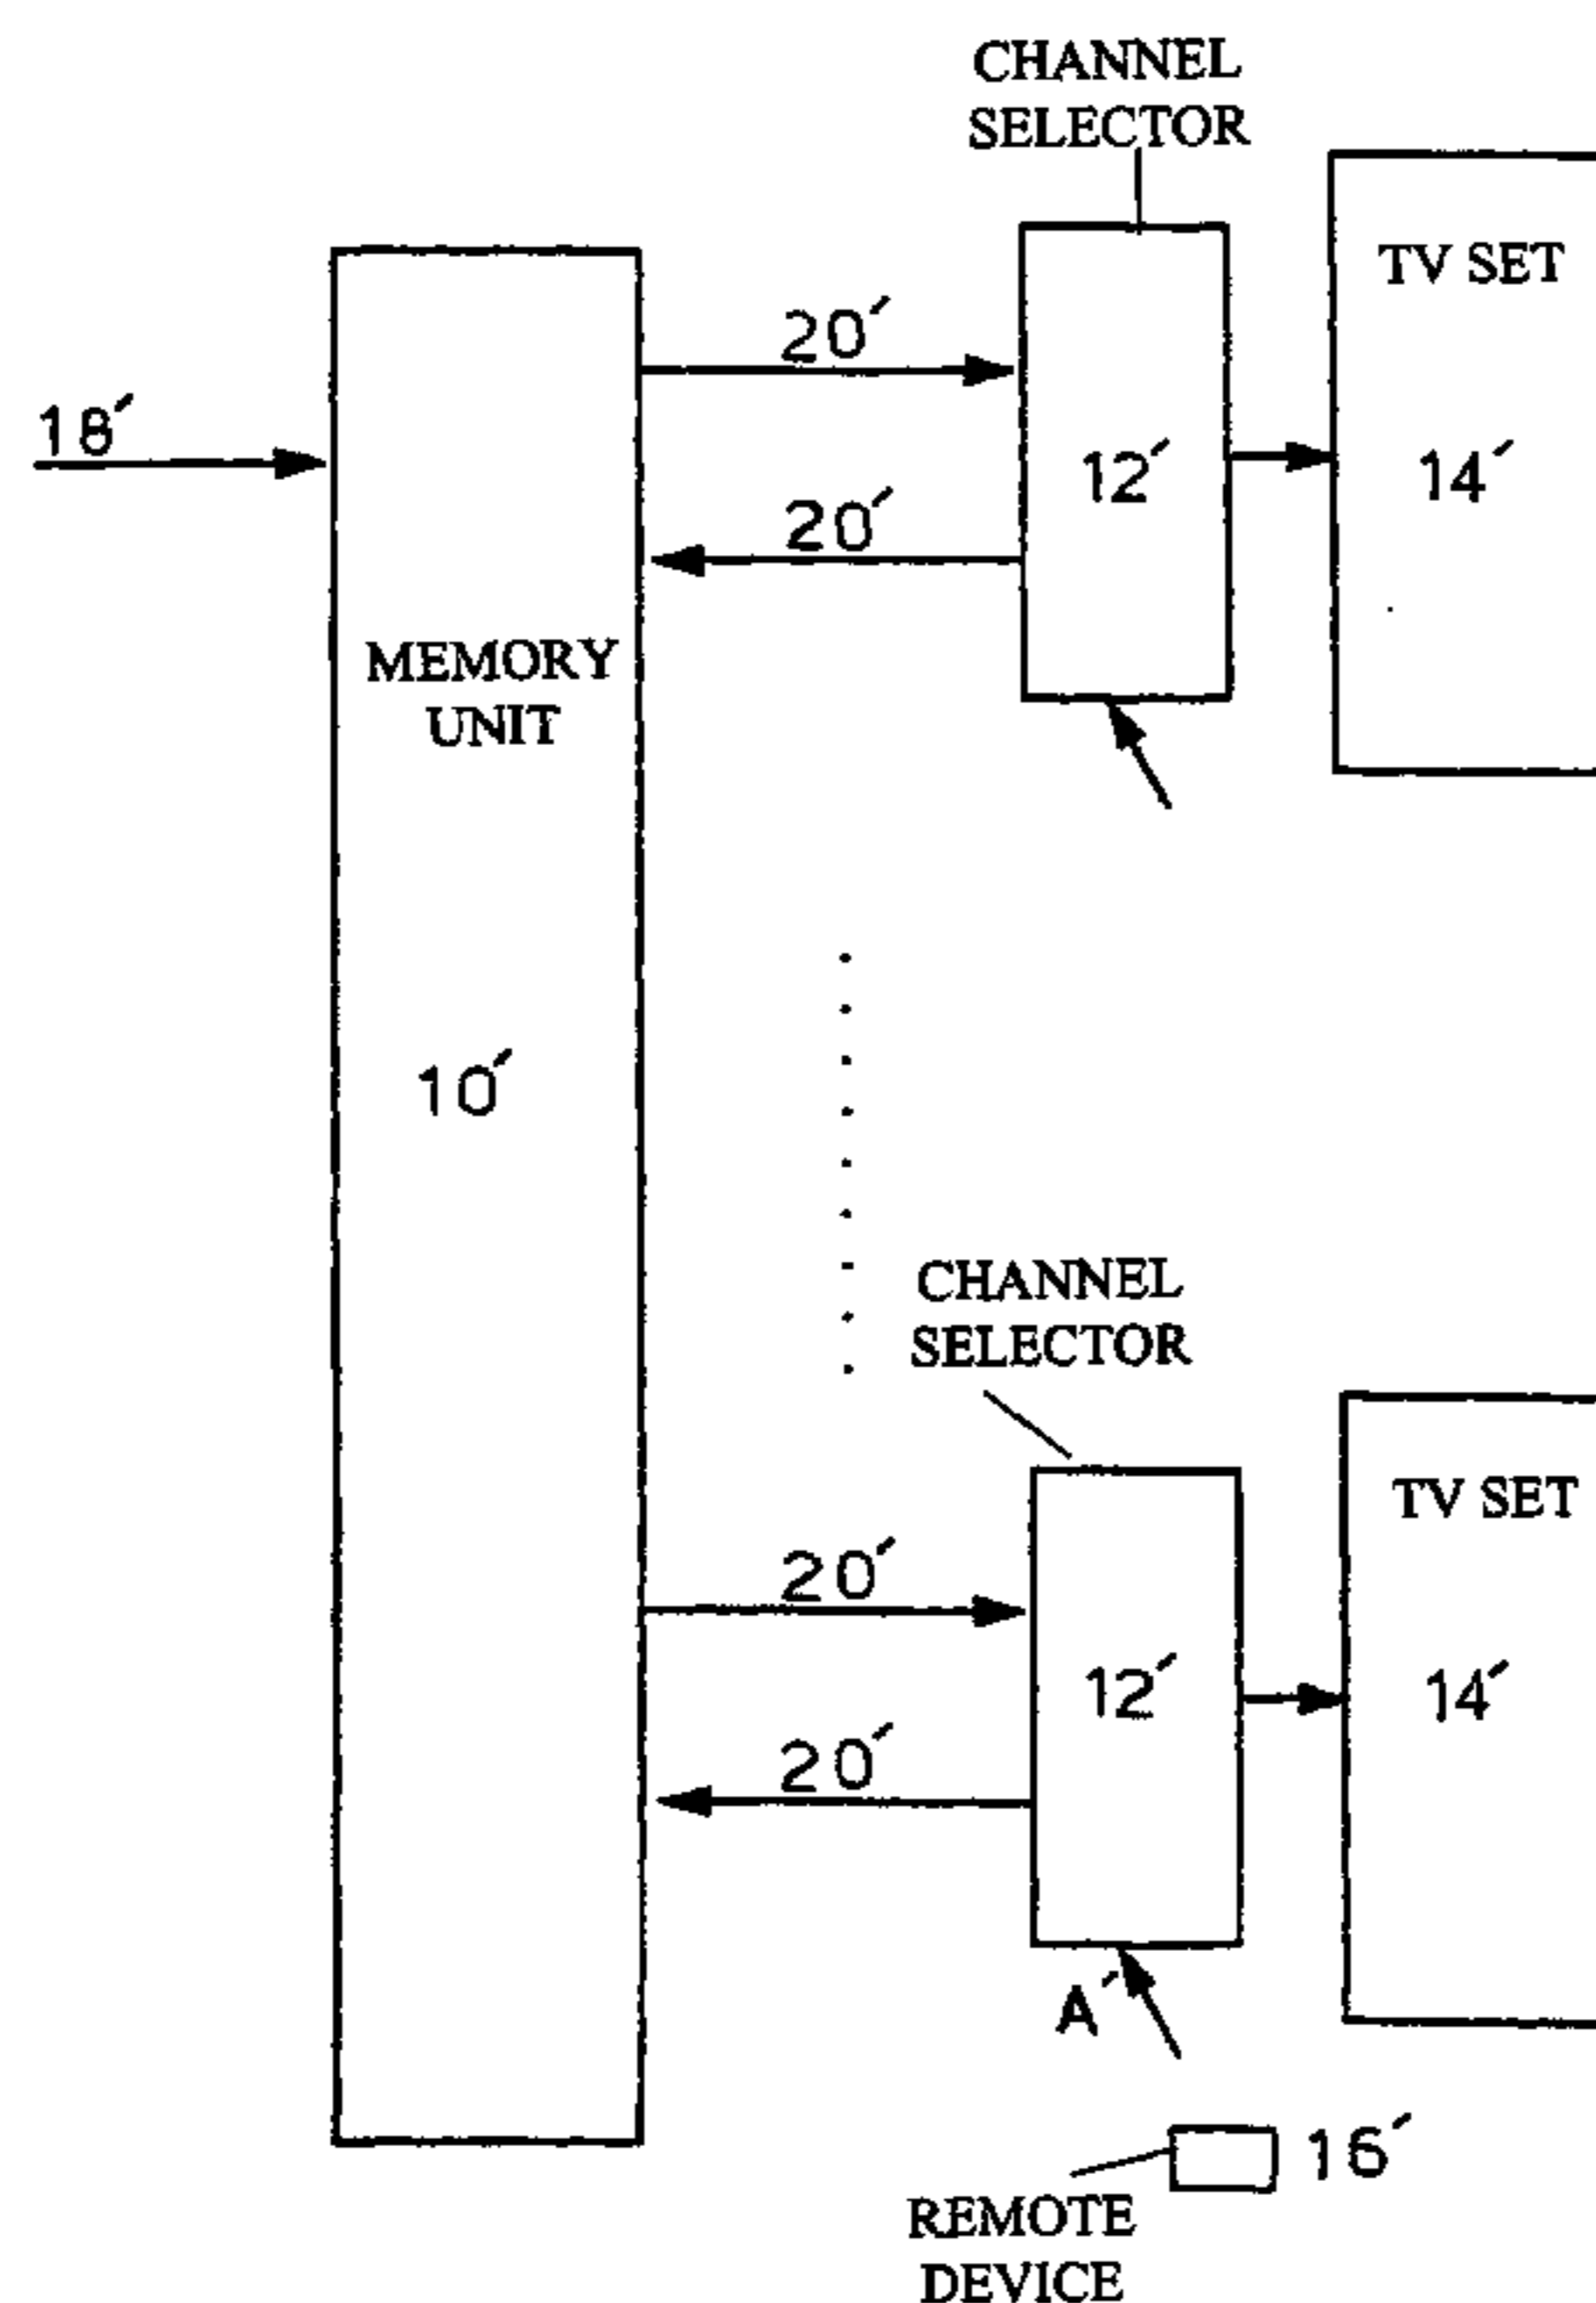 CHANNEL
SELECTOR
TV SET
20′
18′
12′
14′
20′
MEMORY
UNIT
10′
CHANNEL
SELECTOR
TV SET
20′
12′
14′
20′
A′
16′
REMOTE
DEVICE